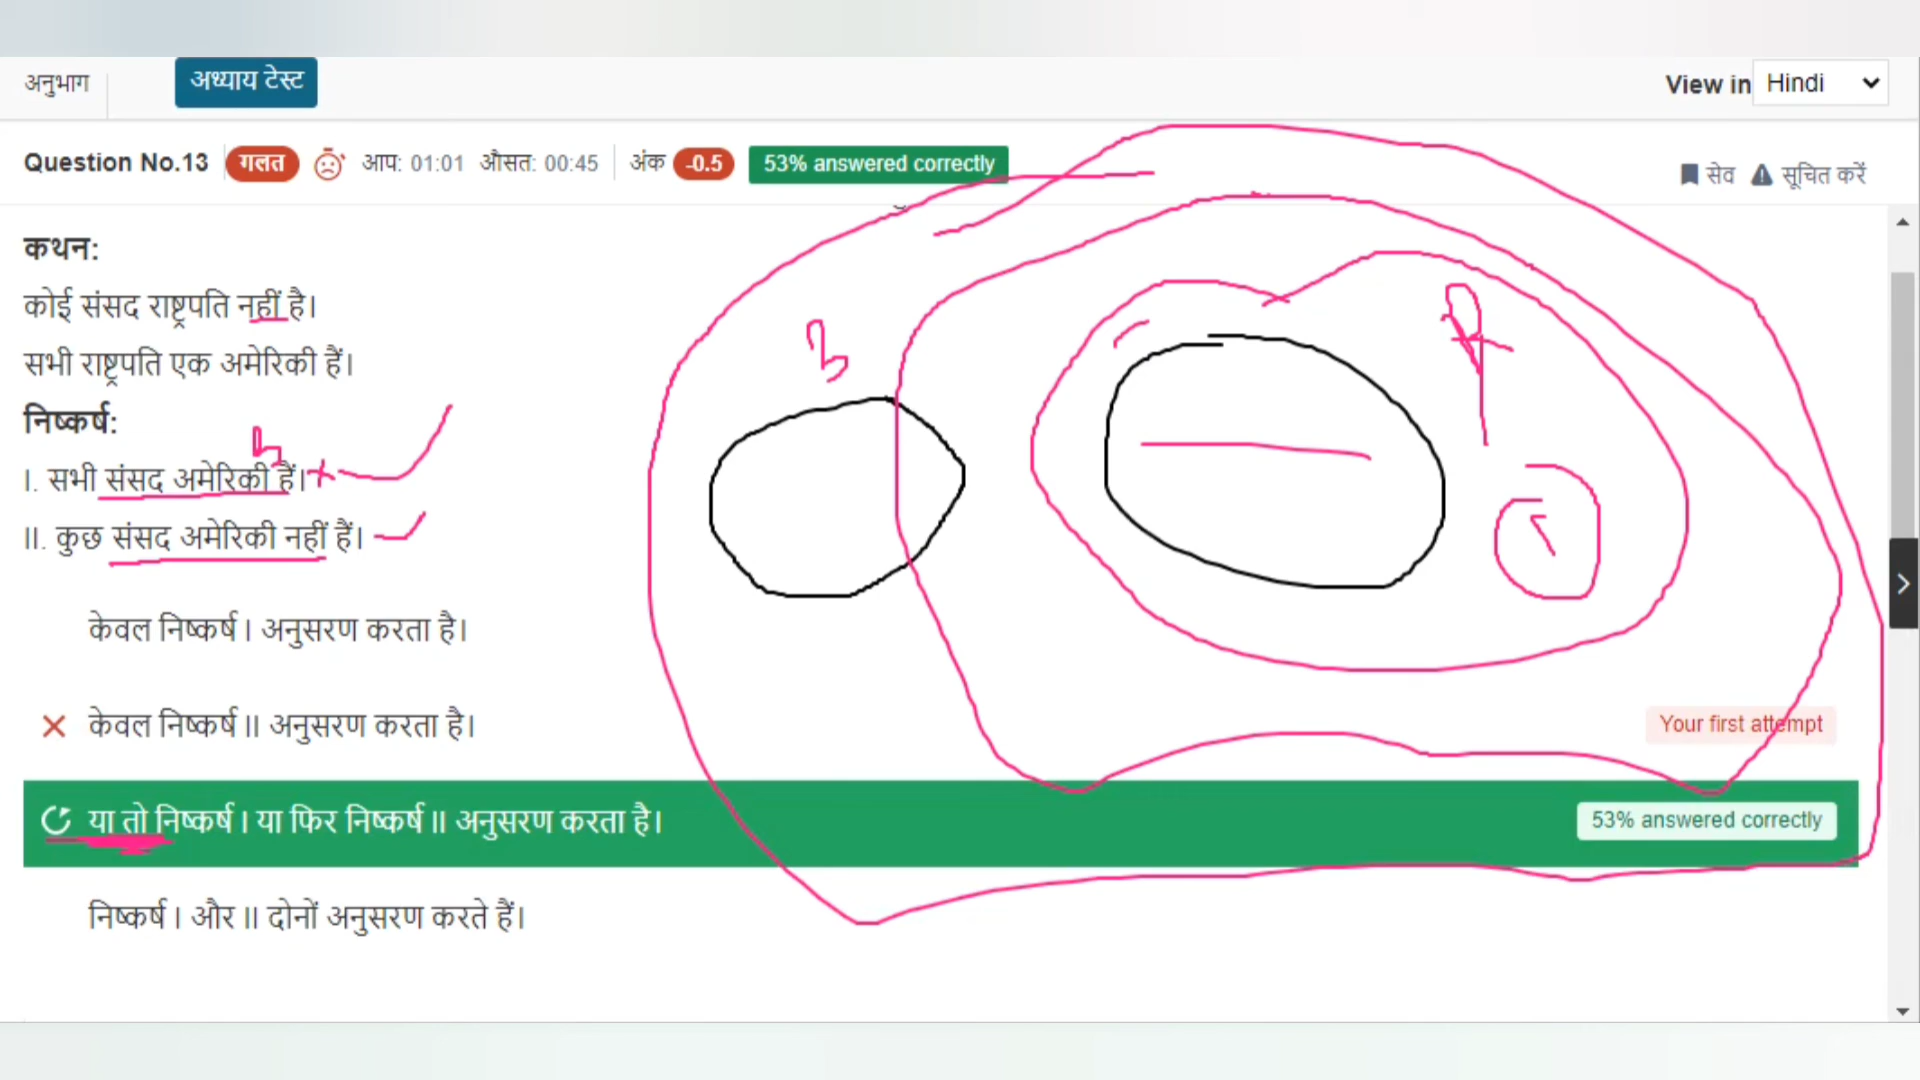 अनुभाग
अध्याय टेस्ट
View in Hindi
Question No.13 गलत आप: 01:01 औसत: 00:45 अंक -0.5 53% answered correctly
सेव सूचित करें
कथन:
कोई संसद राष्ट्रपति नहीं है।
सभी राष्ट्रपति एक अमेरिकी हैं।
निष्कर्ष:
I. सभी संसद अमेरिकी हैं।
II. कुछ संसद अमेरिकी नहीं हैं।
केवल निष्कर्ष I अनुसरण करता है।
केवल निष्कर्ष II अनुसरण करता है।
Your first attempt
या तो निष्कर्ष I या फिर निष्कर्ष II अनुसरण करता है।
53% answered correctly
निष्कर्ष I और II दोनों अनुसरण करते हैं।